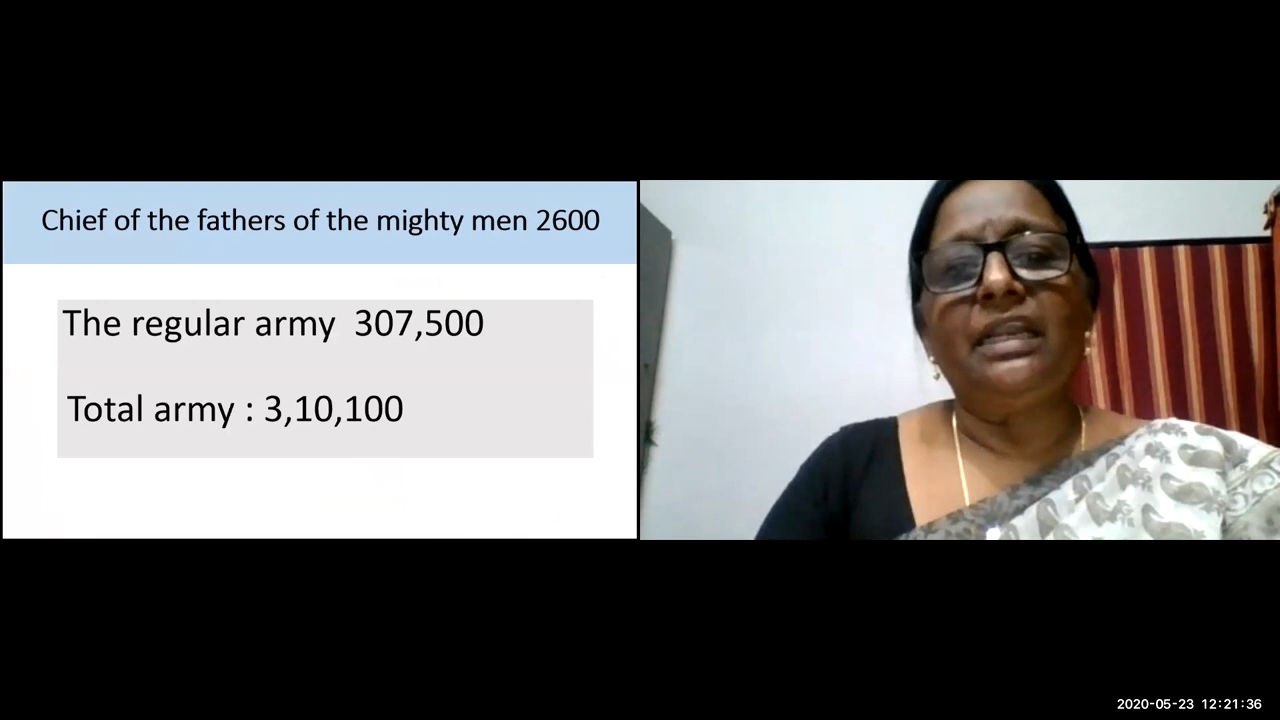 Chief of the fathers of the mighty men 2600
The regular army 307,500
Total army : 3,10,100
2020-05-23 12:21:36